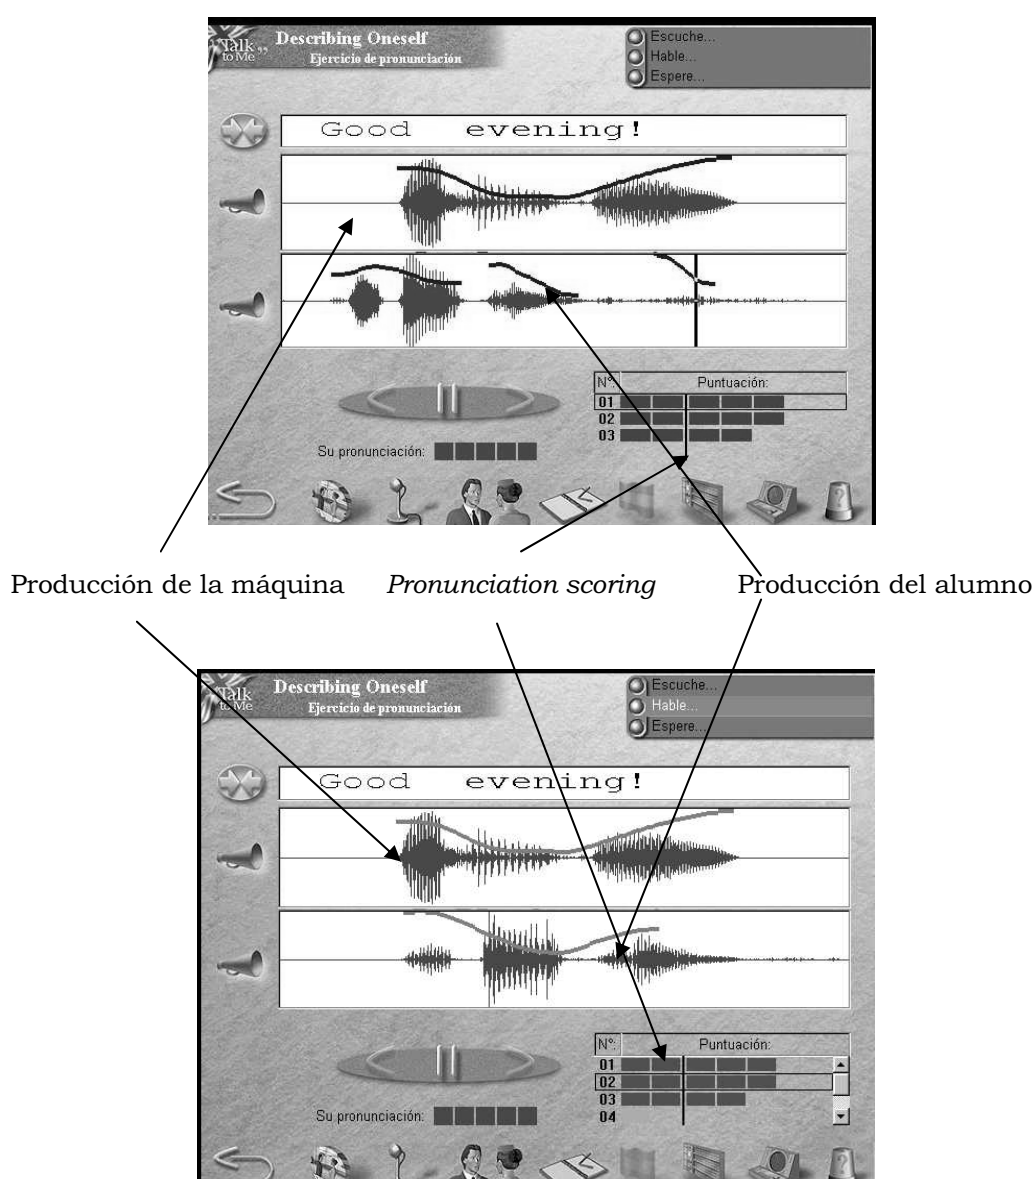 Talk to Me
Describing Oneself
Ejercicio de pronunciación
Escuche...
Hable...
Espere...
Good evening!
Nº: Puntuación:
01
02
03
Su pronunciación:
Producción de la máquina Pronunciation scoring Producción del alumno
Talk to Me
Describing Oneself
Ejercicio de pronunciación
Escuche...
Hable...
Espere...
Good evening!
Nº: Puntuación:
01
02
03
04
Su pronunciación: